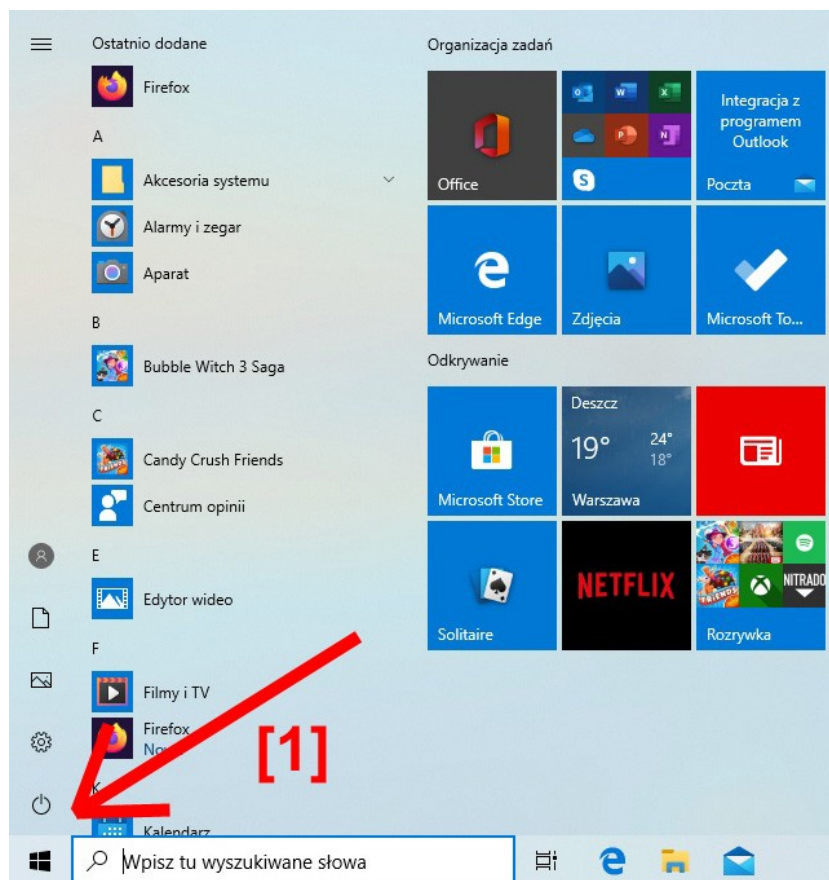 Ostatnio dodane
Firefox
A
Akcesoria systemu
Alarmy i zegar
Aparat
B
Bubble Witch 3 Saga
C
Candy Crush Friends
Centrum opinii
E
Edytor wideo
F
Filmy i TV
Firefox
K
Kalendarz
[1]
Organizacja zadań
Office
Integracja z
programem
Outlook
Poczta
Microsoft Edge
Zdjęcia
Microsoft To...
Odkrywanie
Microsoft Store
Deszcz
19° 24°
18°
Warszawa
Solitaire
NETFLIX
NITRADO
Rozrywka
Wpisz tu wyszukiwane słowa